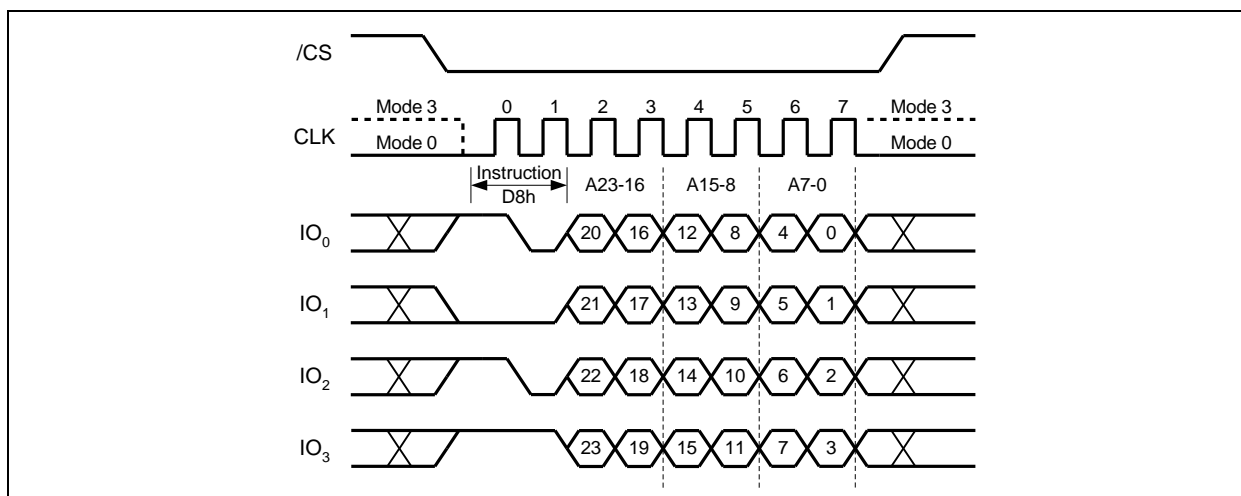 /CS
Mode 3 0 1 2 3 4 5 6 7 Mode 3
CLK Mode 0 Mode 0
Instruction A23-16 A15-8 A7-0
D8h
IO0 20 16 12 8 4 0
IO1 21 17 13 9 5 1
IO2 22 18 14 10 6 2
IO3 23 19 15 11 7 3